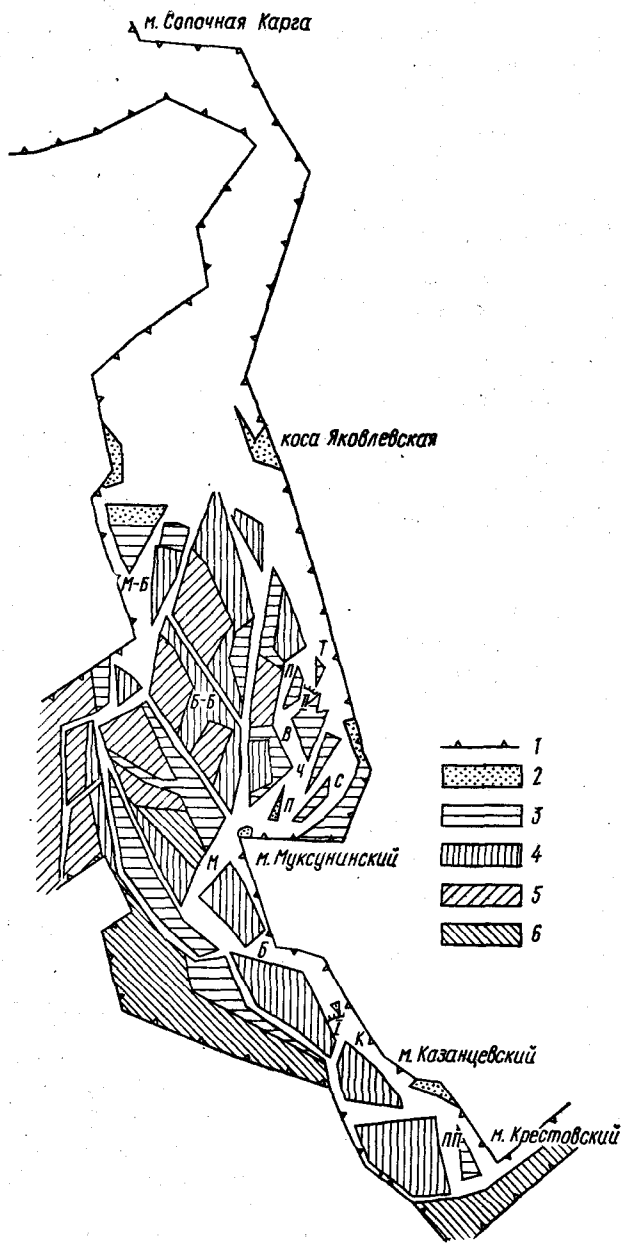 м. Сопочная Карга
коса Яковлевская
М-Б
Т
Л
Б-Б
В
Ч
С
П
М
м. Муксунинский
Б
К
м. Казанцевский
ПП
м. Крестовский
1
2
3
4
5
6